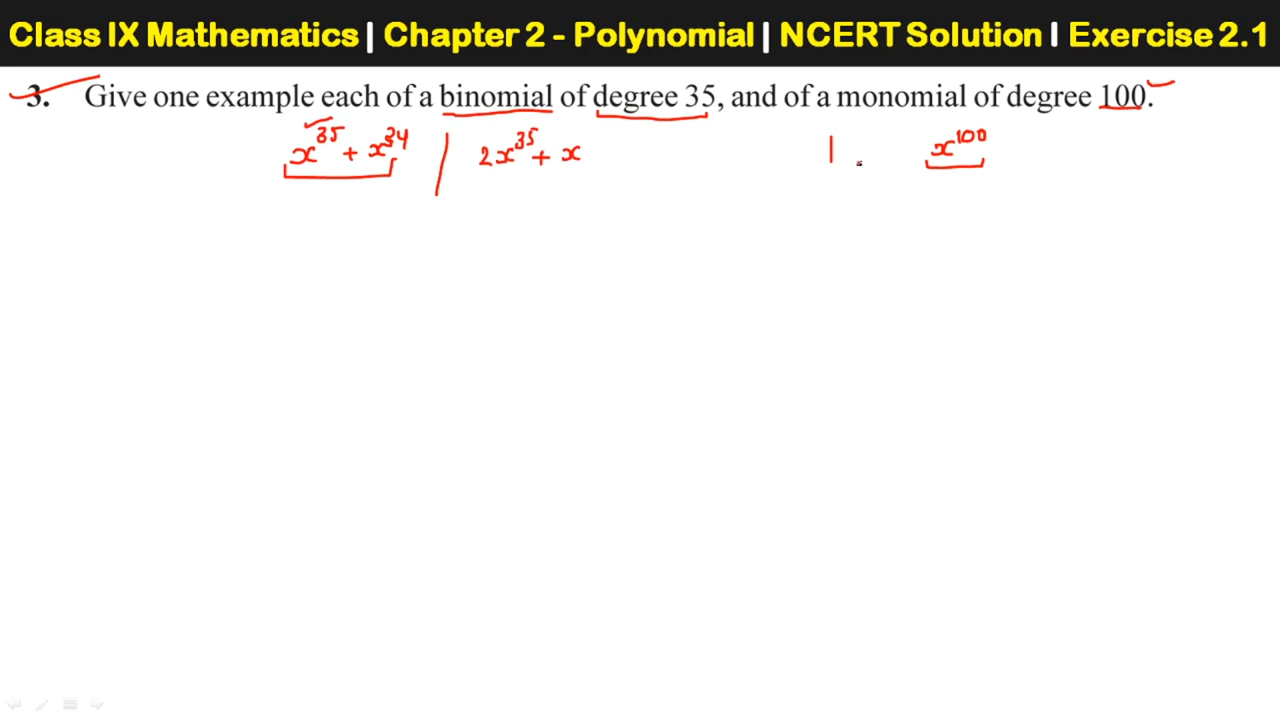 Class IX Mathematics | Chapter 2 - Polynomial | NCERT Solution | Exercise 2.1
3. Give one example each of a binomial of degree 35, and of a monomial of degree 100.
x³⁵ + x³⁴ | 2x³⁵ + x | x¹⁰⁰